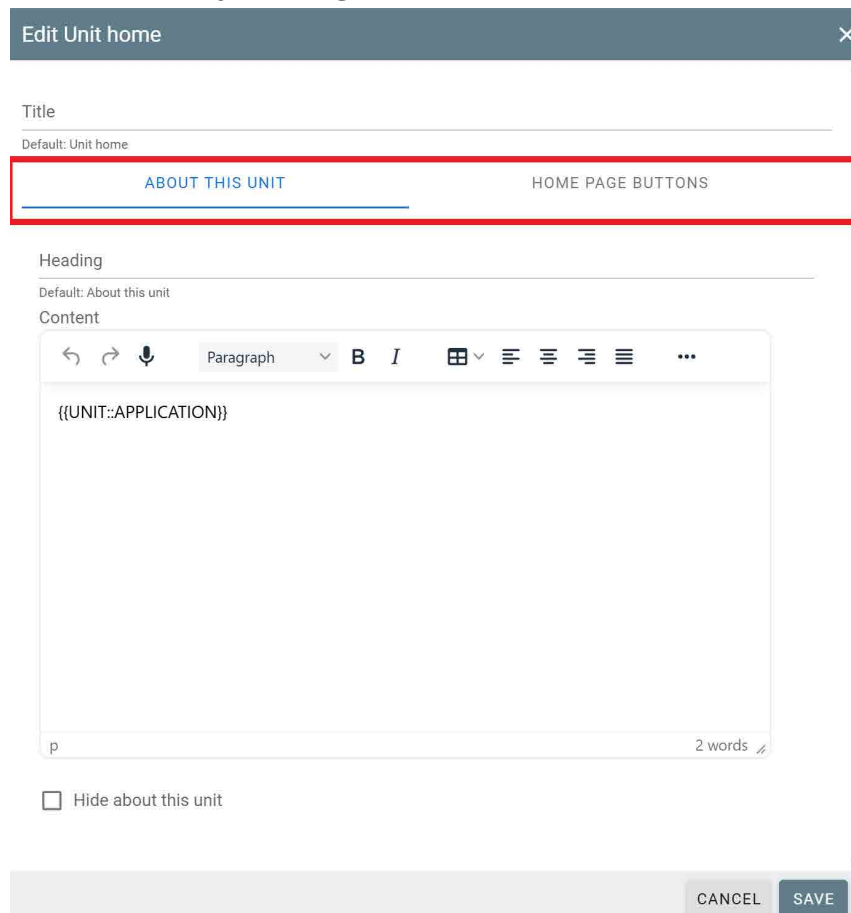 Edit Unit home
Title
Default: Unit home
ABOUT THIS UNIT HOME PAGE BUTTONS
Heading
Default: About this unit
Content
Paragraph B I
{{UNIT::APPLICATION}}
p 2 words
Hide about this unit
CANCEL SAVE